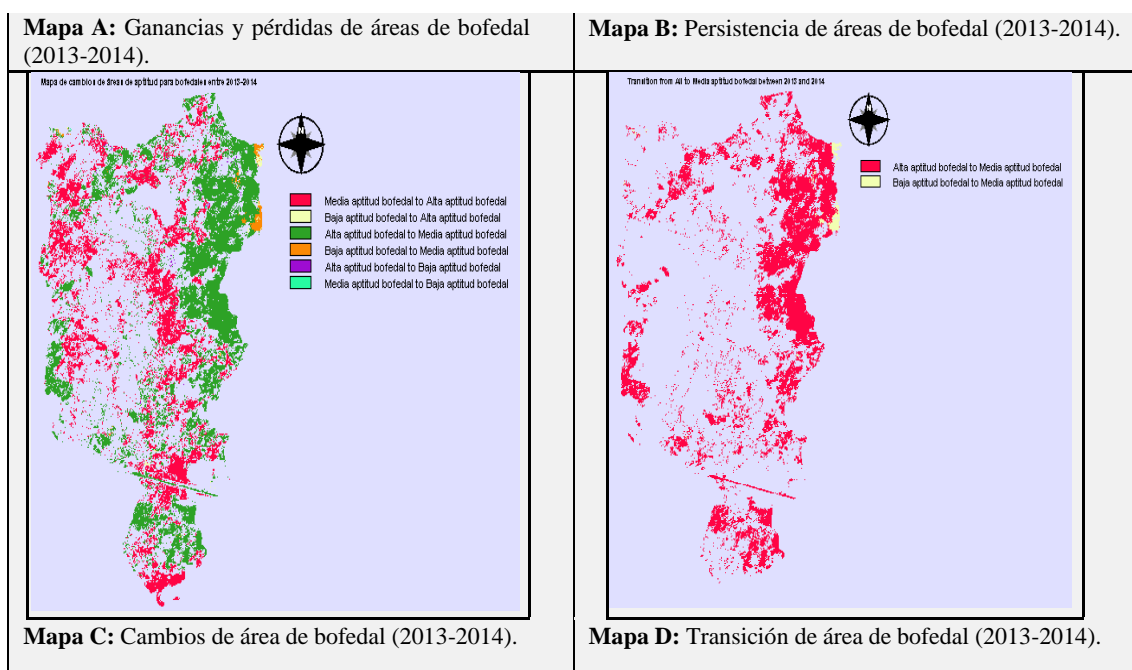 Mapa A: Ganancias y pérdidas de áreas de bofedal
(2013-2014).
Mapa B: Persistencia de áreas de bofedal (2013-2014).
Mapa de cambios de áreas de aptitud para bofedales entre 2013-2014
Media aptitud bofedal to Alta aptitud bofedal
Baja aptitud bofedal to Alta aptitud bofedal
Alta aptitud bofedal to Media aptitud bofedal
Baja aptitud bofedal to Media aptitud bofedal
Alta aptitud bofedal to Baja aptitud bofedal
Media aptitud bofedal to Baja aptitud bofedal
Transition from All to Media aptitud bofedal between 2013 and 2014
Alta aptitud bofedal to Media aptitud bofedal
Baja aptitud bofedal to Media aptitud bofedal
Mapa C: Cambios de área de bofedal (2013-2014).
Mapa D: Transición de área de bofedal (2013-2014).